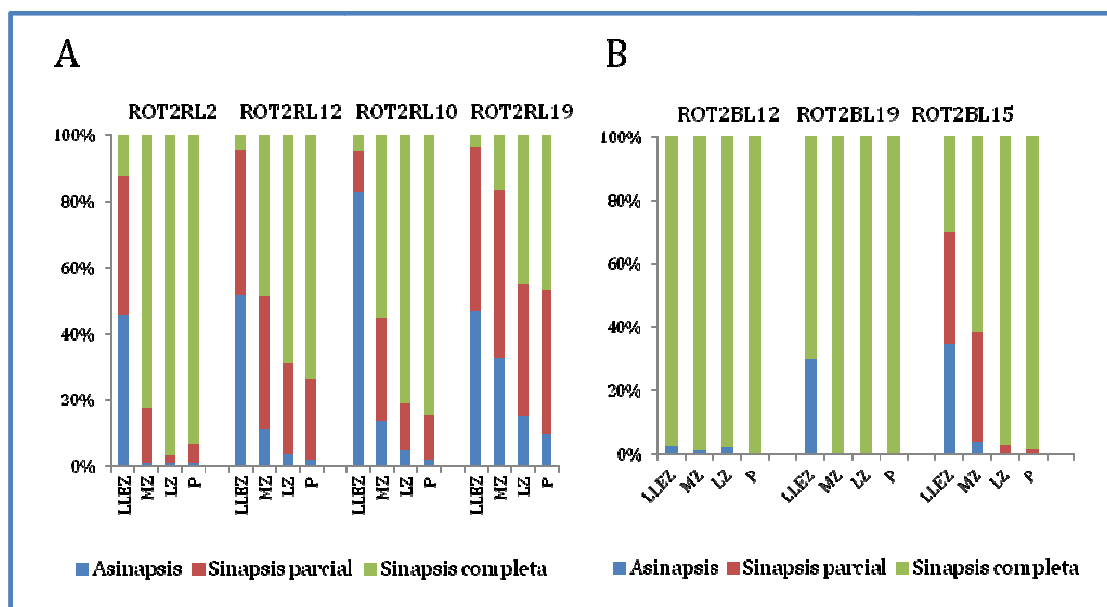 A
ROT2RL2 ROT2RL12 ROT2RL10 ROT2RL19
100%
80%
60%
40%
20%
0%
LLEZ MZ LZ P LLEZ MZ LZ P LLEZ MZ LZ P LLEZ MZ LZ P
Asinapsis Sinapsis parcial Sinapsis completa
B
ROT2BL12 ROT2BL19 ROT2BL15
100%
80%
60%
40%
20%
0%
LLEZ MZ LZ P LLEZ MZ LZ P LLEZ MZ LZ P
Asinapsis Sinapsis parcial Sinapsis completa